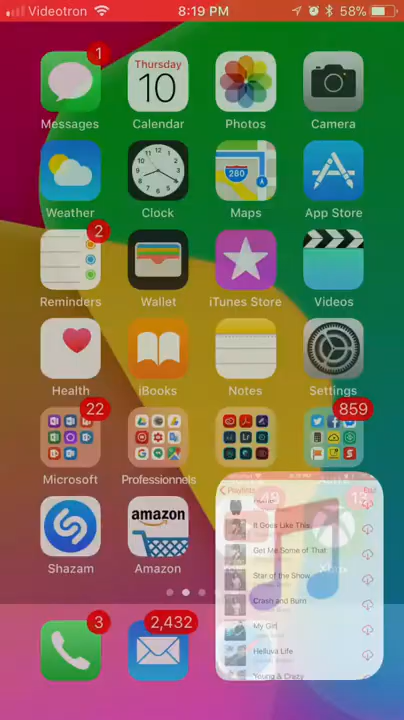 Videotron 8:19 PM 58%
1
Thursday
10
Messages Calendar Photos Camera
280
Weather Clock Maps App Store
2
Reminders Wallet iTunes Store Videos
Health iBooks Notes Settings
22 859
Microsoft Professionnels
Playlists
It Goes Like This
Get Me Some of That
Star of the Show
Crash and Burn
My Girl
Helluva Life
Young & Crazy
amazon
Shazam Amazon Xbox
3 2,432